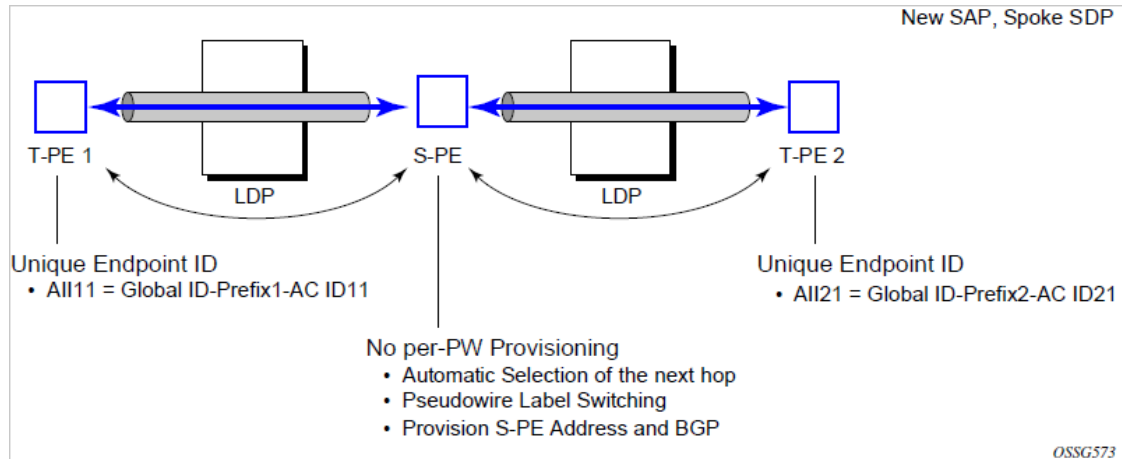 New SAP, Spoke SDP
T-PE 1
S-PE
T-PE 2
LDP
LDP
Unique Endpoint ID
• AII11 = Global ID-Prefix1-AC ID11
Unique Endpoint ID
• AII21 = Global ID-Prefix2-AC ID21
No per-PW Provisioning
• Automatic Selection of the next hop
• Pseudowire Label Switching
• Provision S-PE Address and BGP
OSSG573